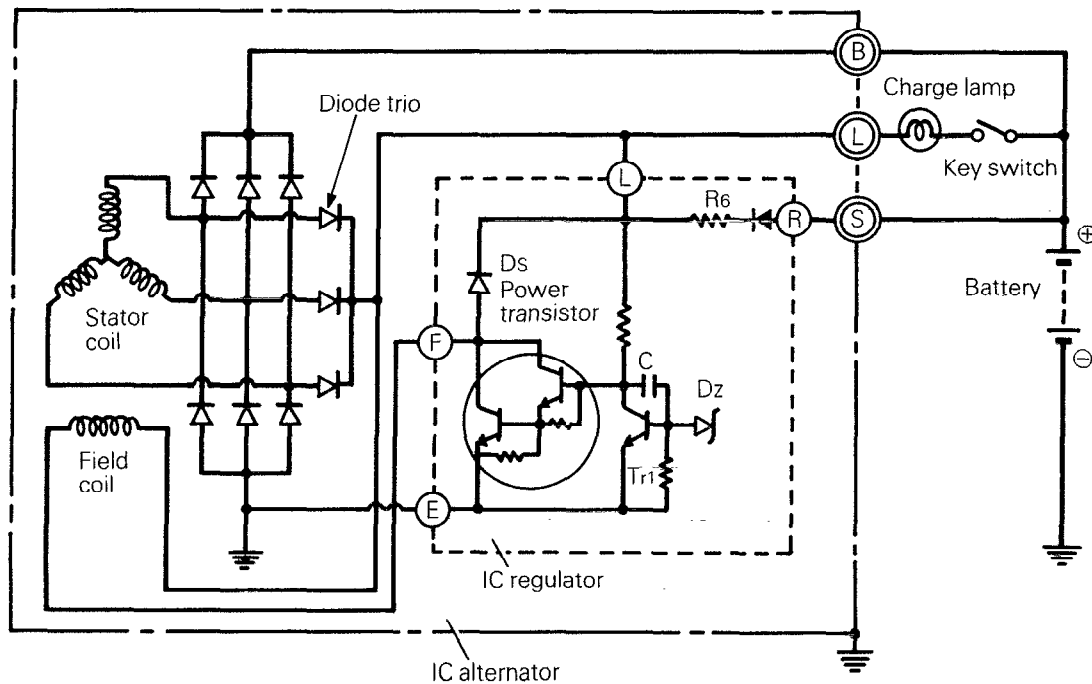 B
Charge lamp
Diode trio
L
Key switch
L
R6
R
S
⊕
Ds
Power
transistor
Battery
Stator
coil
F
C
Dz
⊖
Field
coil
Tr1
E
IC regulator
IC alternator